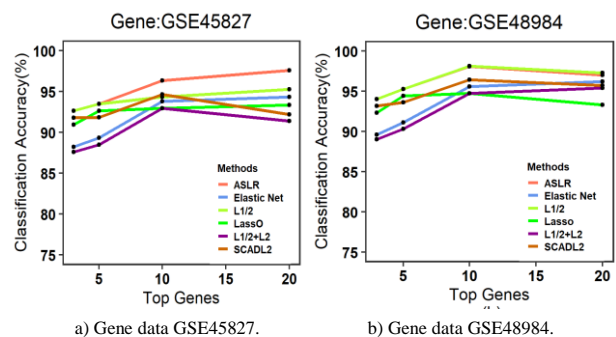 Gene:GSE45827
Classification Accuracy(%)
100
95
90
85
80
75
5
10
15
20
Top Genes
Methods
ASLR
Elastic Net
L1/2
LassO
L1/2+L2
SCADL2
a) Gene data GSE45827.
Gene:GSE48984
Classification Accuracy(%)
100
95
90
85
80
75
5
10
15
20
Top Genes
Methods
ASLR
Elastic Net
L1/2
Lasso
L1/2+L2
SCADL2
b) Gene data GSE48984.